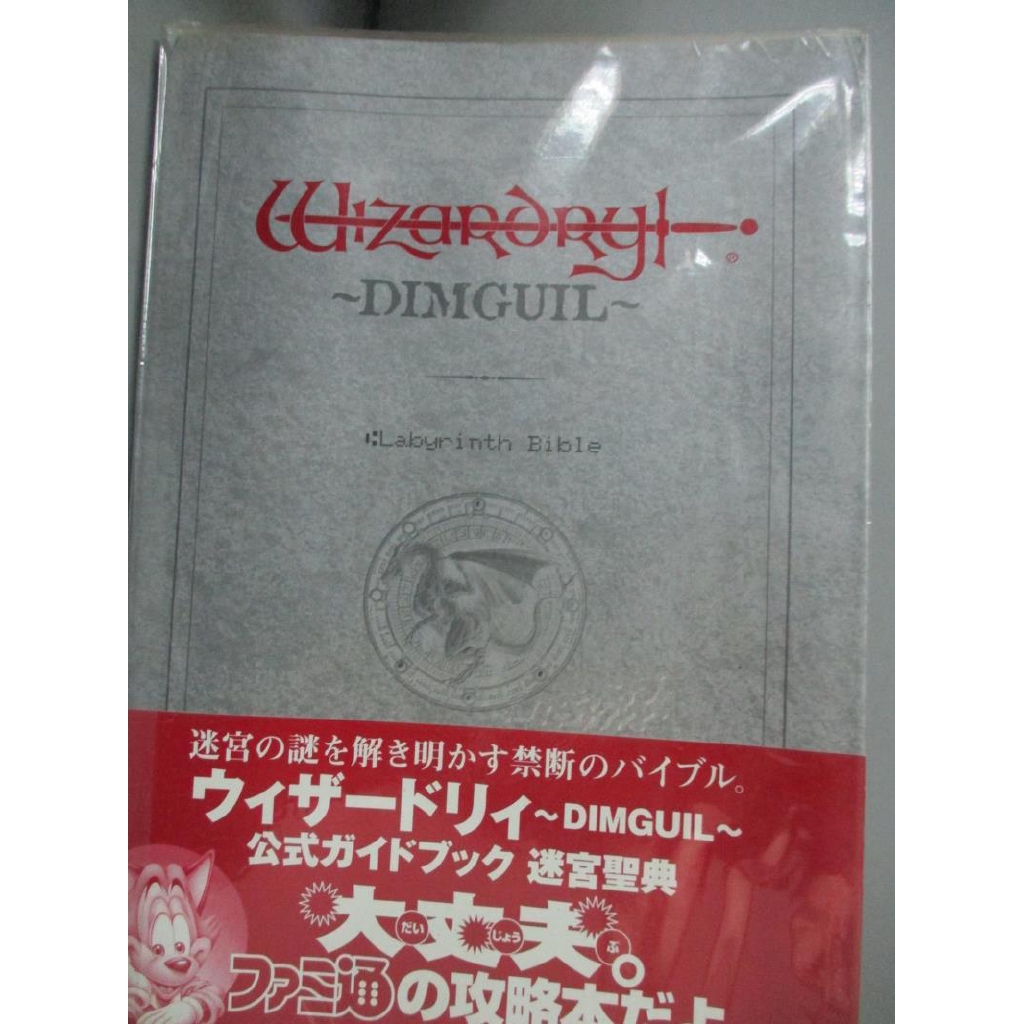 Wizardry®
~DIMGUIL~
Labyrinth Bible
迷宮の謎を解き明かす禁断のバイブル。
ウィザードリィ~DIMGUIL~
公式ガイドブック 迷宮聖典
大丈夫。
だい じょう ぶ
ファミ通の攻略本だよ